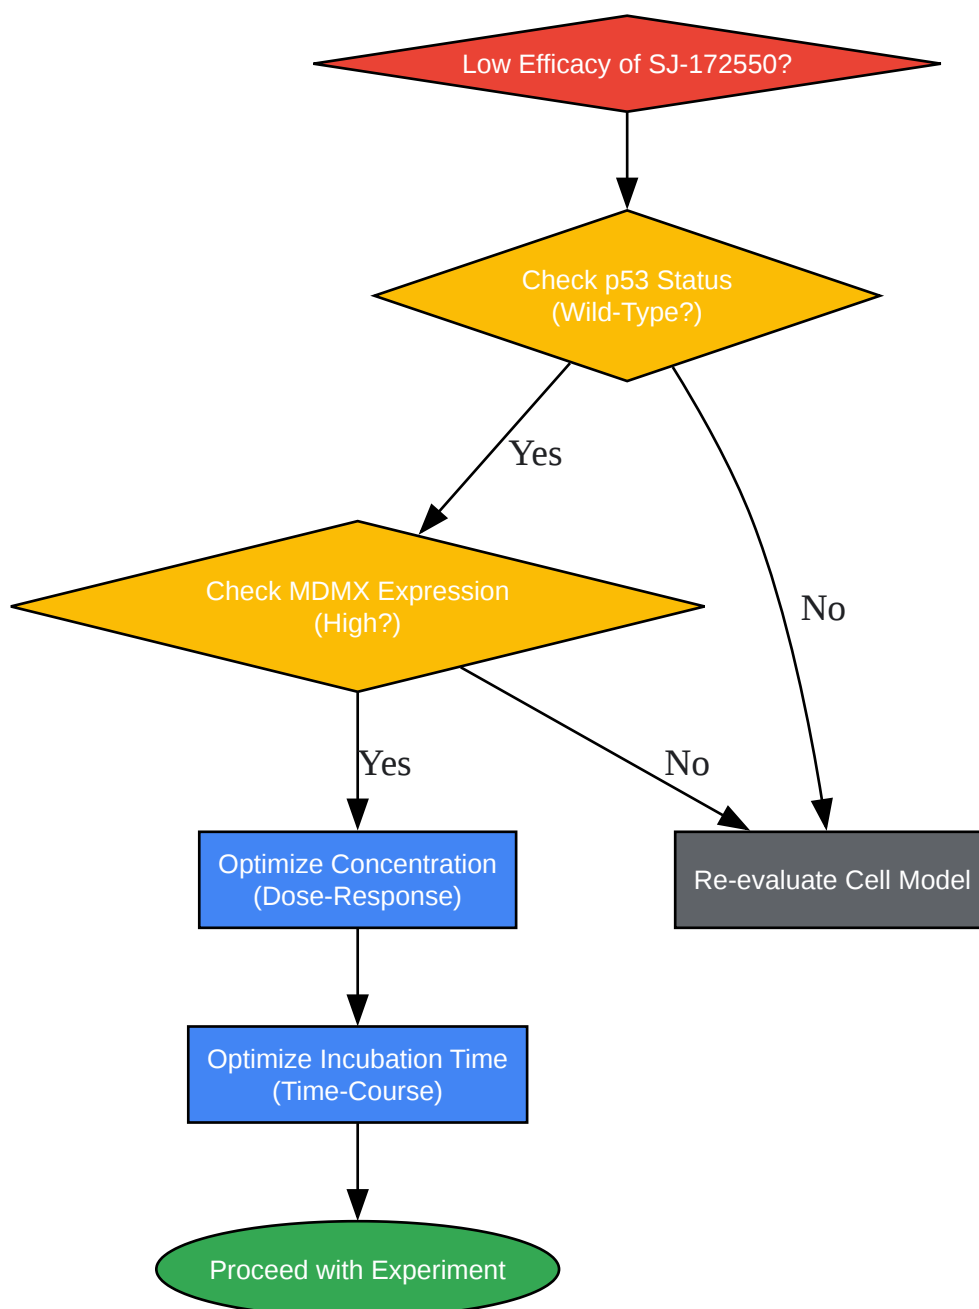 Low Efficacy of SJ-172550?
Check p53 Status
(Wild-Type?)
Yes
No
Check MDMX Expression
(High?)
Yes
No
Optimize Concentration
(Dose-Response)
Re-evaluate Cell Model
Optimize Incubation Time
(Time-Course)
Proceed with Experiment